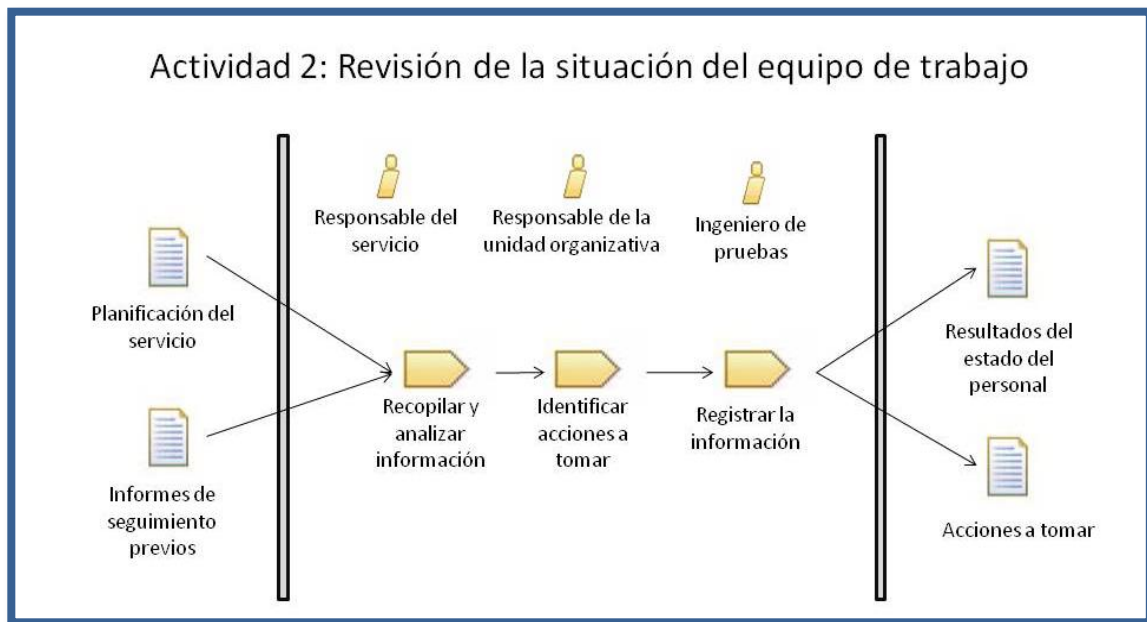 Actividad 2: Revisión de la situación del equipo de trabajo
Responsable del
servicio
Responsable de la
unidad organizativa
Ingeniero de
pruebas
Planificación del
servicio
Informes de
seguimiento
previos
Recopilar y
analizar
información
Identificar
acciones a
tomar
Registrar la
información
Resultados del
estado del
personal
Acciones a tomar